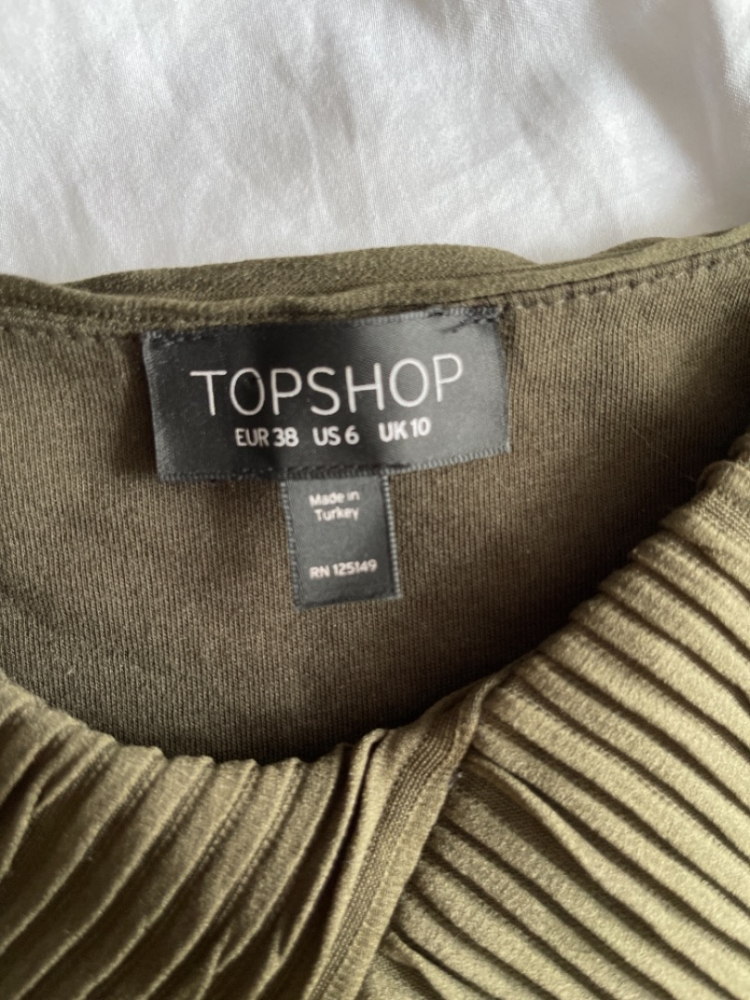 TOPSHOP
EUR 38 US 6 UK 10
Made in
Turkey
RN 125149